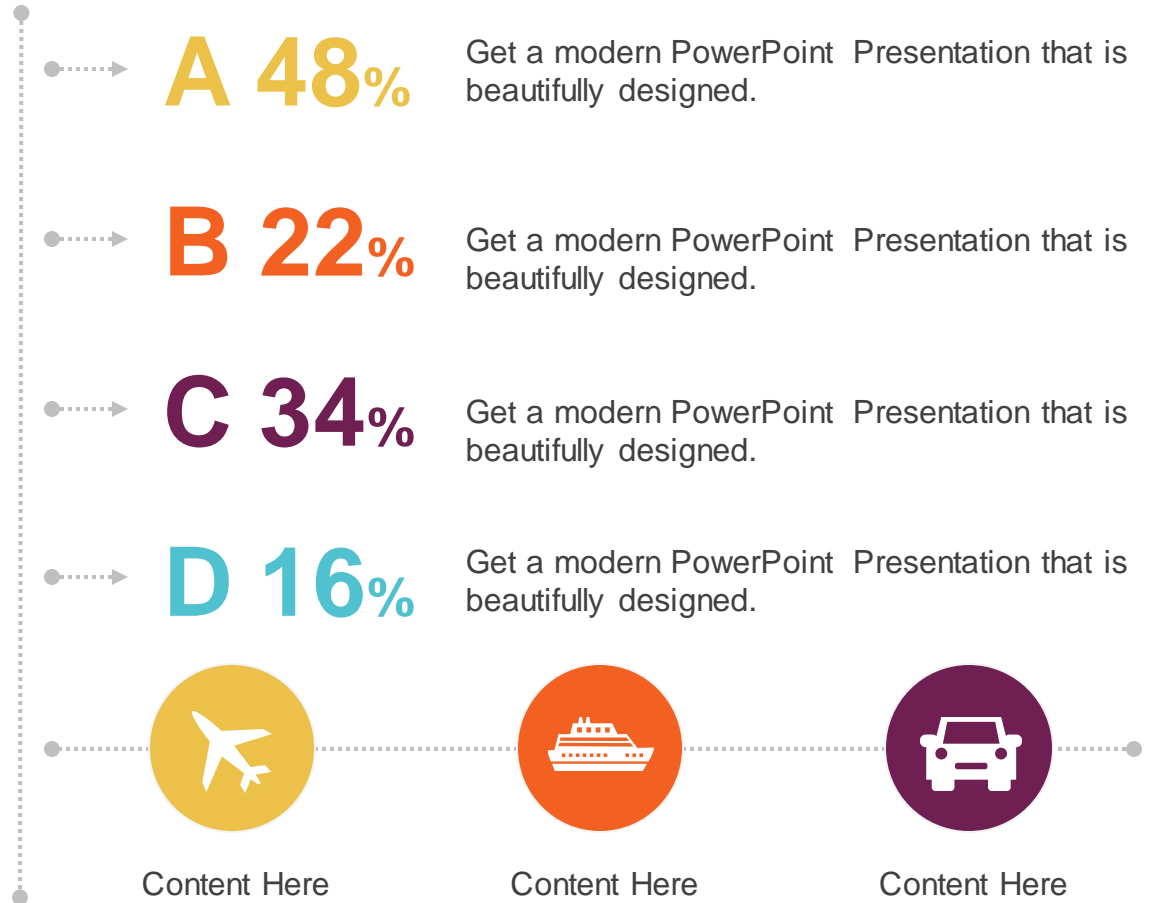 A 48%
Get a modern PowerPoint Presentation that is
beautifully designed.
B 22%
Get a modern PowerPoint Presentation that is
beautifully designed.
C 34%
Get a modern PowerPoint Presentation that is
beautifully designed.
D 16%
Get a modern PowerPoint Presentation that is
beautifully designed.
Content Here
Content Here
Content Here